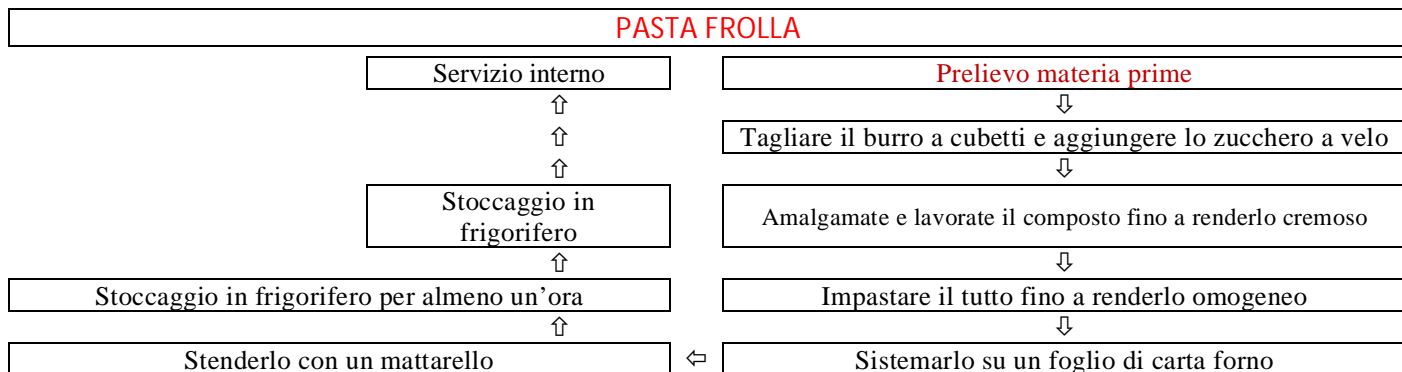 PASTA FROLLA
Servizio interno
Prelievo materia prime
⇧
⇩
⇧
Tagliare il burro a cubetti e aggiungere lo zucchero a velo
⇧
⇩
Stoccaggio in
frigorifero
Amalgamate e lavorate il composto fino a renderlo cremoso
⇧
⇩
Stoccaggio in frigorifero per almeno un’ora
Impastare il tutto fino a renderlo omogeneo
⇧
⇩
Stenderlo con un mattarello
⇦
Sistemarlo su un foglio di carta forno